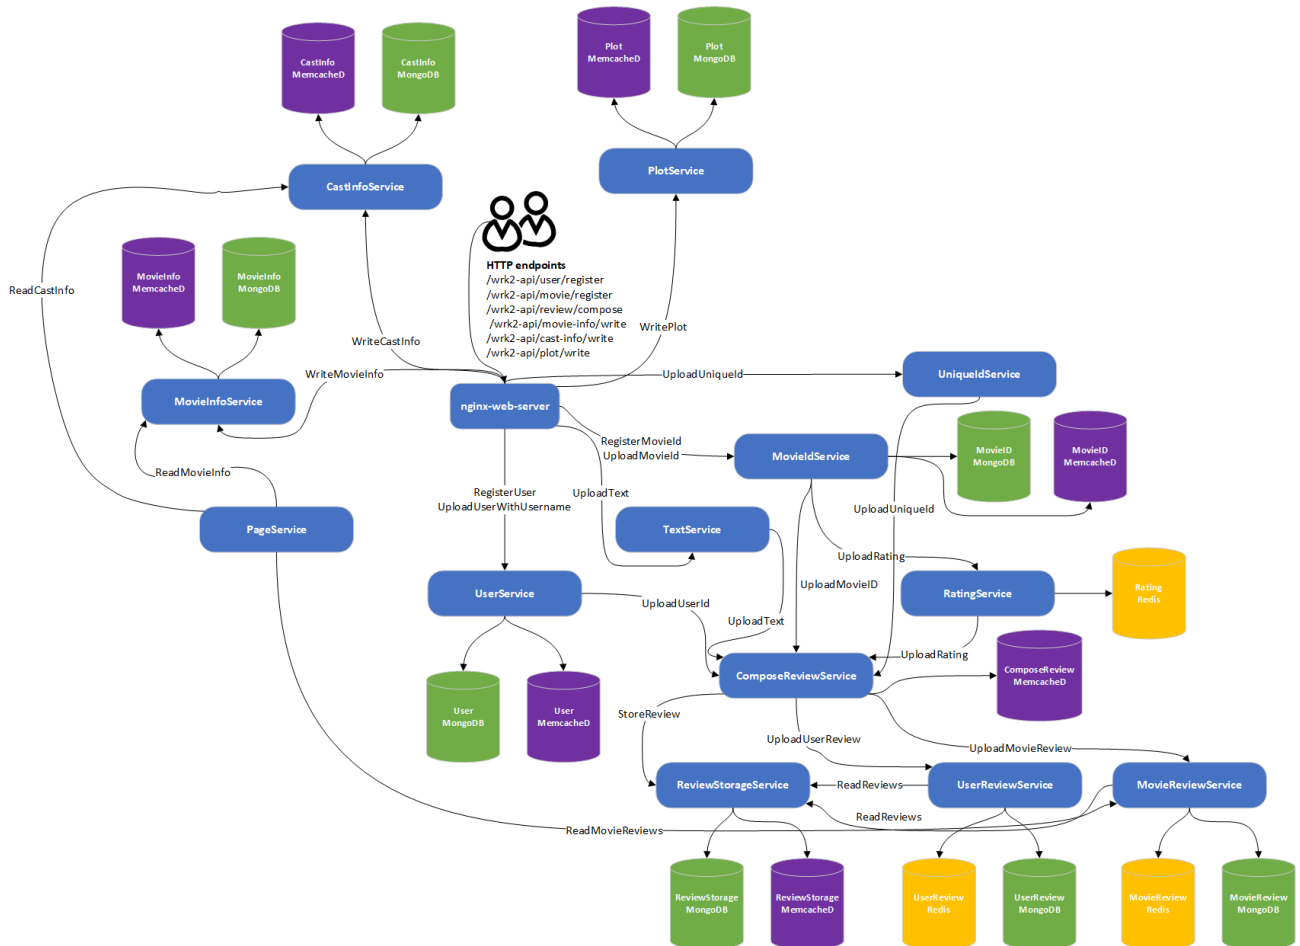 CastInfo
MemcacheD
CastInfo
MongoDB
Plot
MemcacheD
Plot
MongoDB
CastInfoService
PlotService
HTTP endpoints
/wrk2-api/user/register
/wrk2-api/movie/register
/wrk2-api/review/compose
/wrk2-api/movie-info/write
/wrk2-api/cast-info/write
/wrk2-api/plot/write
MovieInfo
MemcacheD
MovieInfo
MongoDB
ReadCastInfo
WriteCastInfo
WritePlot
WriteMovieInfo
UploadUniqueId
UniqueIdService
MovieInfoService
nginx-web-server
RegisterMovieId
UploadMovieId
MovieIdService
MovieID
MongoDB
MovieID
MemcacheD
ReadMovieInfo
RegisterUser
UploadUserWithUsername
UploadText
UploadUniqueId
PageService
TextService
UploadRating
UploadMovieID
UserService
UploadUserId
UploadText
RatingService
Rating
Redis
UploadRating
ComposeReviewService
ComposeReview
MemcacheD
User
MongoDB
User
MemcacheD
StoreReview
UploadUserReview
UploadMovieReview
ReviewStorageService
ReadReviews
UserReviewService
MovieReviewService
ReadReviews
ReadMovieReviews
ReviewStorage
MongoDB
ReviewStorage
MemcacheD
UserReview
Redis
UserReview
MongoDB
MovieReview
Redis
MovieReview
MongoDB